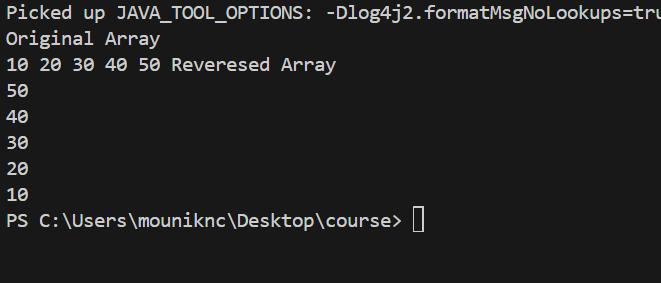 Picked up JAVA_TOOL_OPTIONS: -Dlog4j2.formatMsgNoLookups=tru
Original Array
10 20 30 40 50 Reveresed Array
50
40
30
20
10
PS C:\Users\mouniknc\Desktop\course>